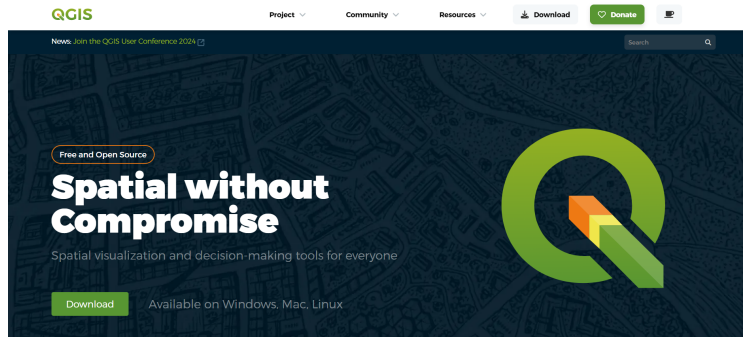 QGIS
Project
Community
Resources
Download
Donate
News: Join the QGIS User Conference 2024
Search
Free and Open Source
Spatial without
Compromise
Spatial visualization and decision-making tools for everyone
Download
Available on Windows, Mac, Linux